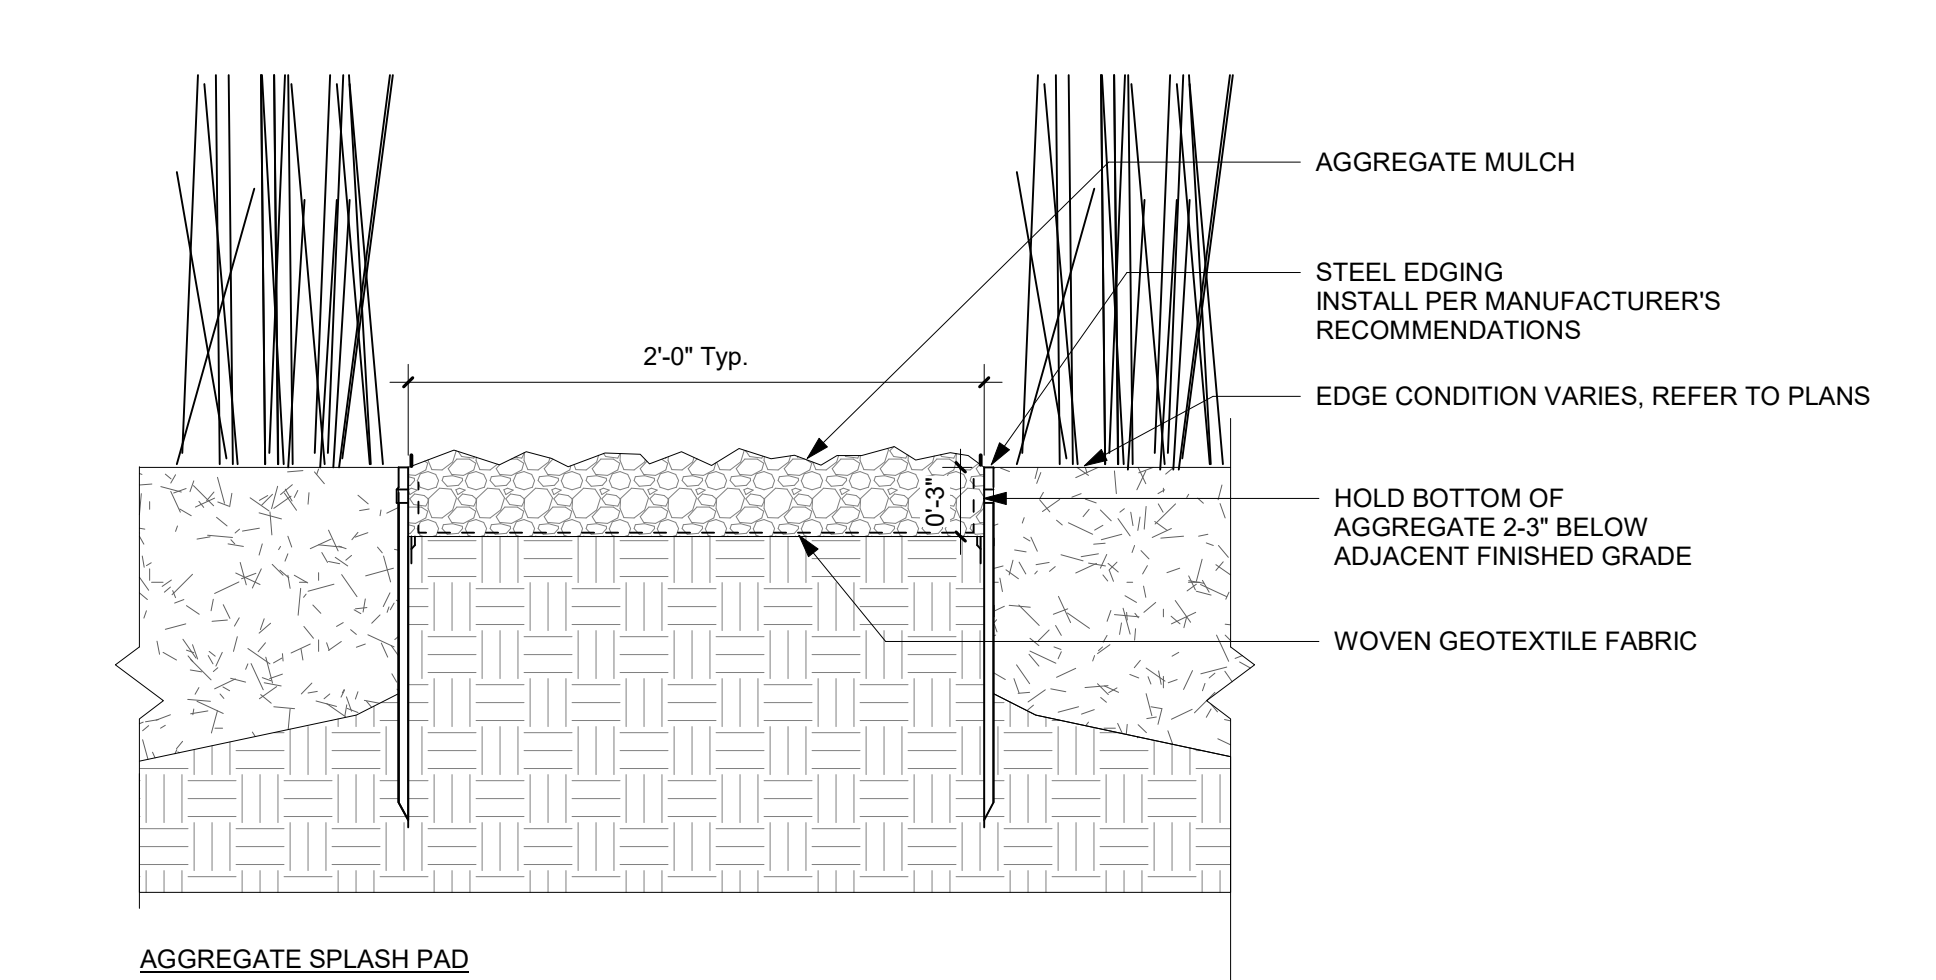 AGGREGATE MULCH
STEEL EDGING
INSTALL PER MANUFACTURER'S
RECOMMENDATIONS
2'-0" Typ.
EDGE CONDITION VARIES, REFER TO PLANS
0'-3"
HOLD BOTTOM OF
AGGREGATE 2-3" BELOW
ADJACENT FINISHED GRADE
WOVEN GEOTEXTILE FABRIC
AGGREGATE SPLASH PAD